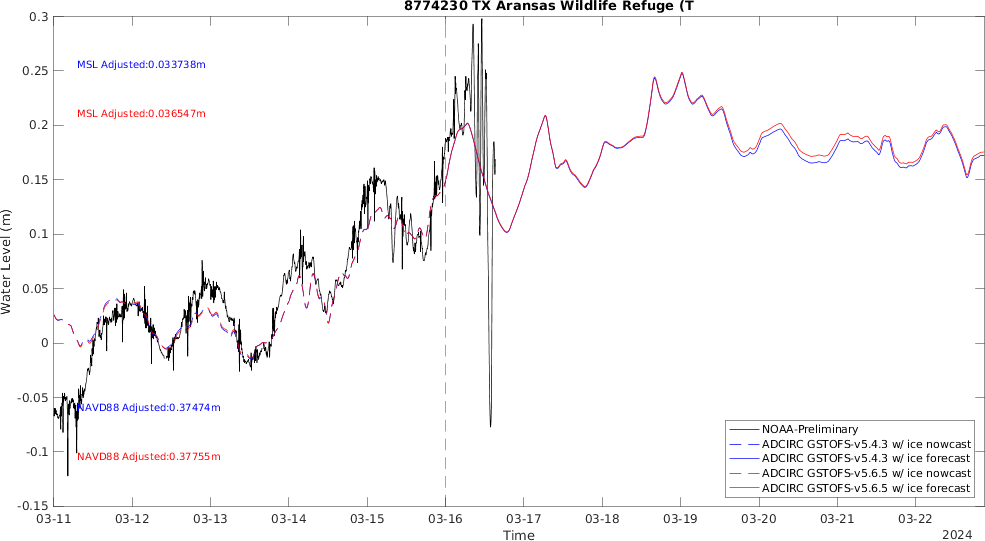 8774230 TX Aransas Wildlife Refuge (T
0.3
0.25
0.2
0.15
0.1
0.05
0
-0.05
-0.1
-0.15
Water Level (m)
MSL Adjusted:0.033738m
MSL Adjusted:0.036547m
NAVD88 Adjusted:0.37474m
NAVD88 Adjusted:0.37755m
NOAA-Preliminary
ADCIRC GSTOFS-v5.4.3 w/ ice nowcast
ADCIRC GSTOFS-v5.4.3 w/ ice forecast
ADCIRC GSTOFS-v5.6.5 w/ ice nowcast
ADCIRC GSTOFS-v5.6.5 w/ ice forecast
03-11 03-12 03-13 03-14 03-15 03-16 03-17 03-18 03-19 03-20 03-21 03-22
Time
2024